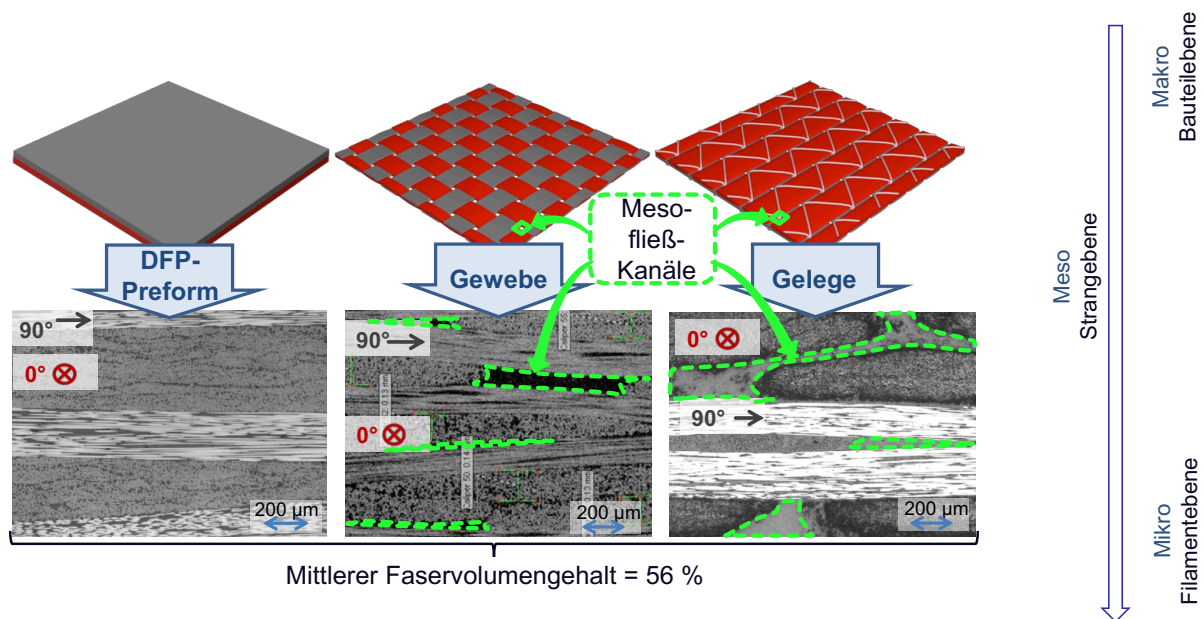 Meso-
fließ-
Kanäle
DFP-
Preform
Gewebe
Gelege
90°
0°
200 µm
90°
0°
200 µm
0°
90°
200 µm
Mittlerer Faservolumengehalt = 56 %
Makro
Bauteilebene
Meso
Strangebene
Mikro
Filamentebene